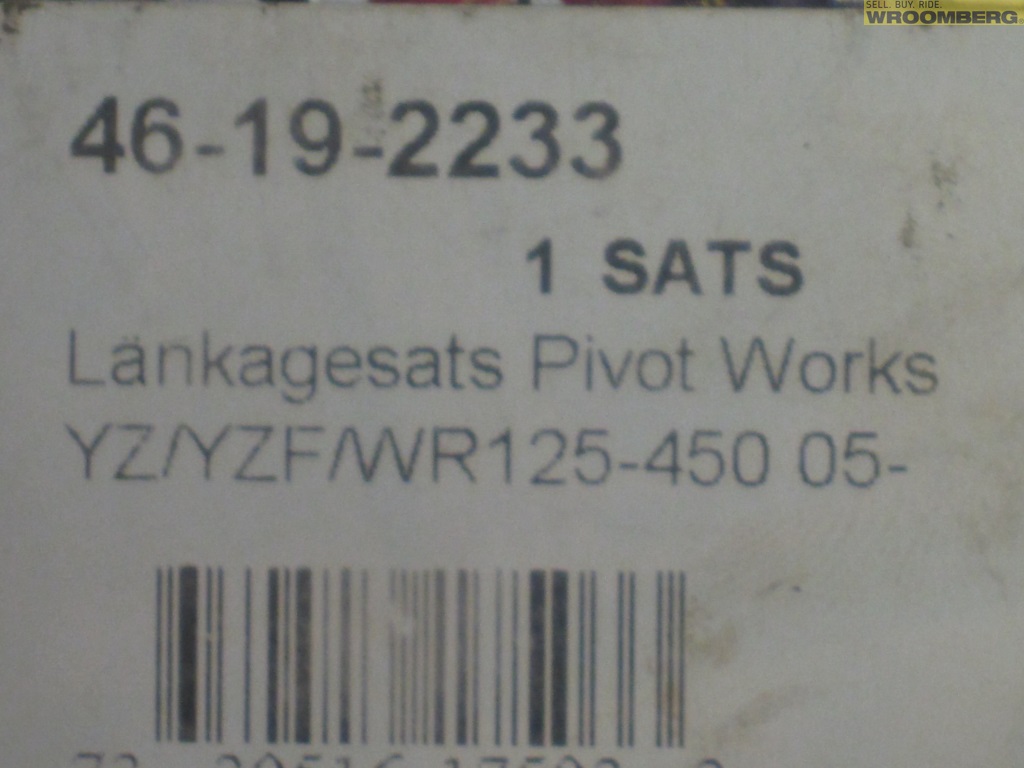 SELL. BUY. RIDE.
WROOMBERG
46-19-2233
1 SATS
Länkagesats Pivot Works
YZ/YZF/WR125-450 05-